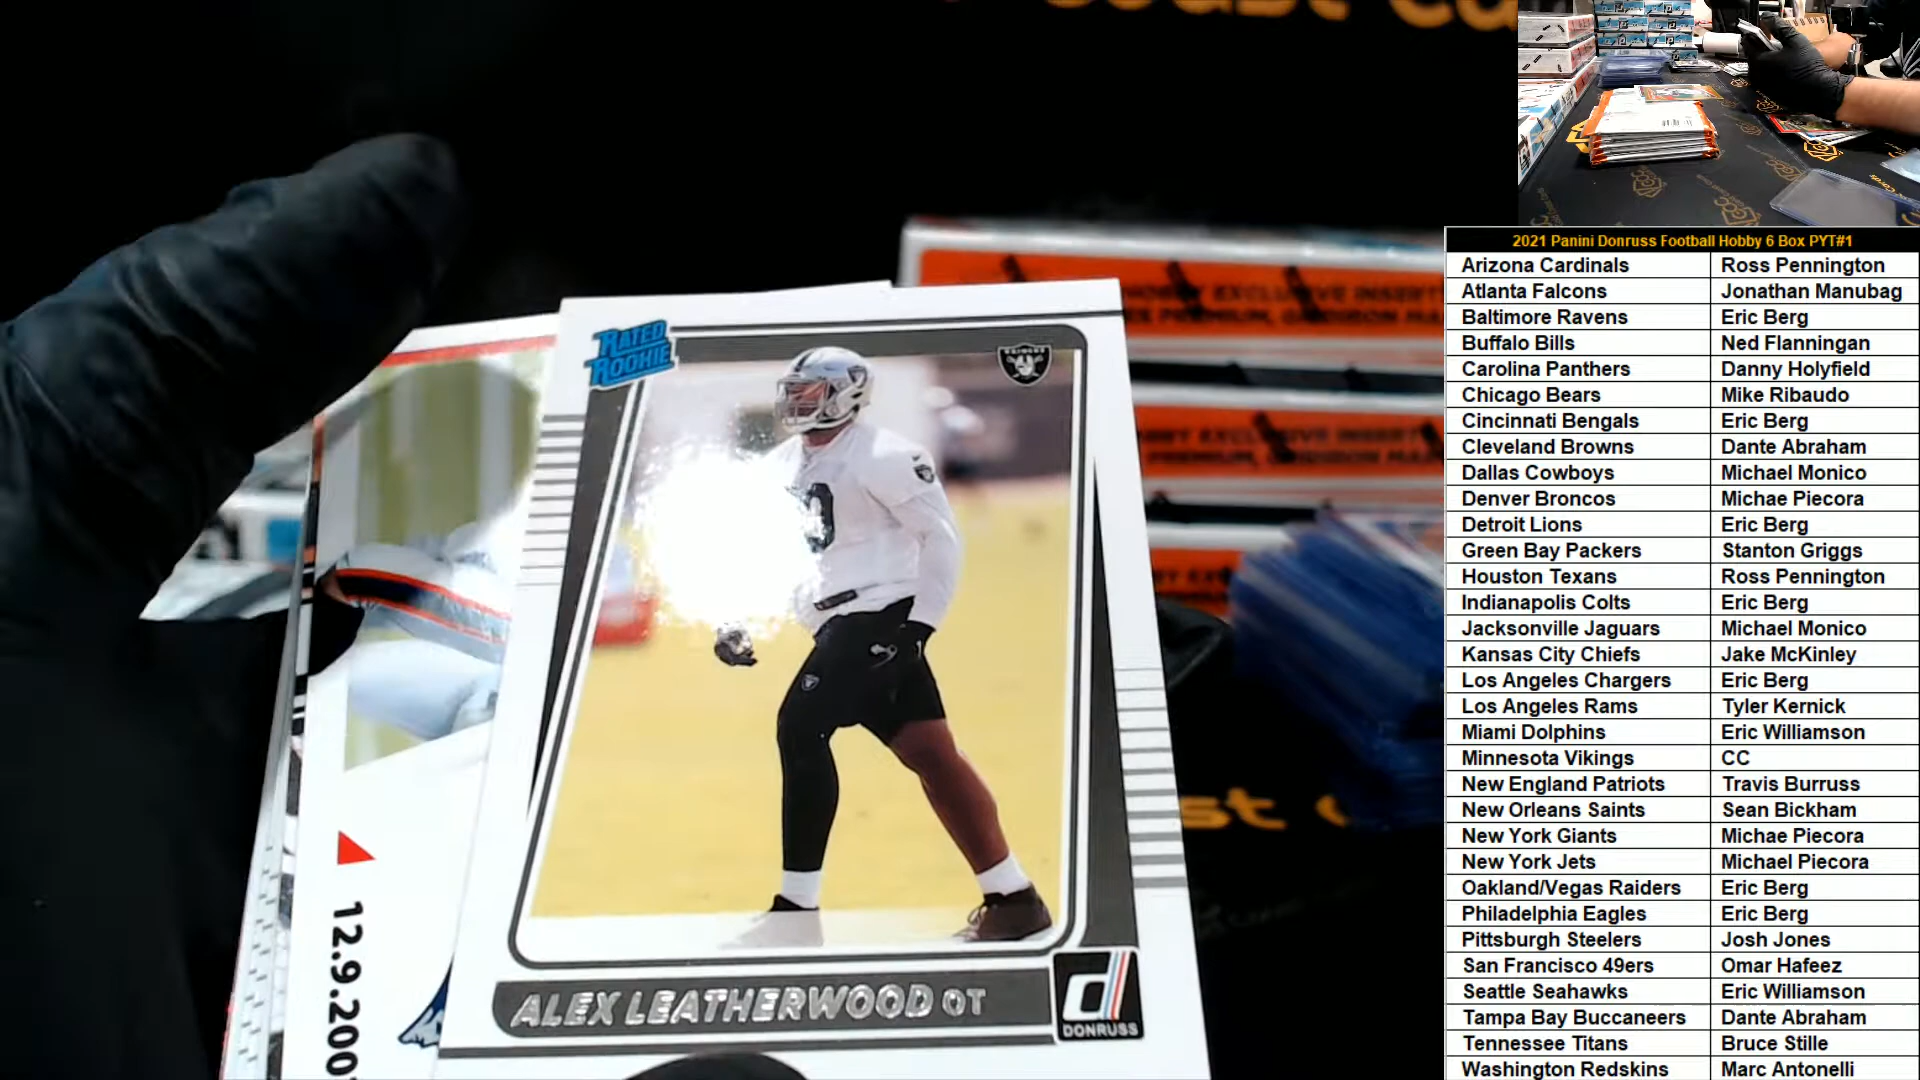 Coast Ca
2021 Panini Donruss Football Hobby 6 Box PYT#1
Arizona Cardinals Ross Pennington
Atlanta Falcons Jonathan Manubag
Baltimore Ravens Eric Berg
Buffalo Bills Ned Flanningan
Carolina Panthers Danny Holyfield
Chicago Bears Mike Ribaudo
Cincinnati Bengals Eric Berg
Cleveland Browns Dante Abraham
Dallas Cowboys Michael Monico
Denver Broncos Michae Piecora
Detroit Lions Eric Berg
Green Bay Packers Stanton Griggs
Houston Texans Ross Pennington
Indianapolis Colts Eric Berg
Jacksonville Jaguars Michael Monico
Kansas City Chiefs Jake McKinley
Los Angeles Chargers Eric Berg
Los Angeles Rams Tyler Kernick
Miami Dolphins Eric Williamson
Minnesota Vikings CC
New England Patriots Travis Burruss
New Orleans Saints Sean Bickham
New York Giants Michae Piecora
New York Jets Michael Piecora
Oakland/Vegas Raiders Eric Berg
Philadelphia Eagles Eric Berg
Pittsburgh Steelers Josh Jones
San Francisco 49ers Omar Hafeez
Seattle Seahawks Eric Williamson
Tampa Bay Buccaneers Dante Abraham
Tennessee Titans Bruce Stille
Washington Redskins Marc Antonelli
HOBBY EXCLUSIVE INSERT
PREMIUM, GRIDIRON
RATED
ROOKIE
RAIDERS
ALEX LEATHERWOOD OT
d
DONRUSS
12.9.200